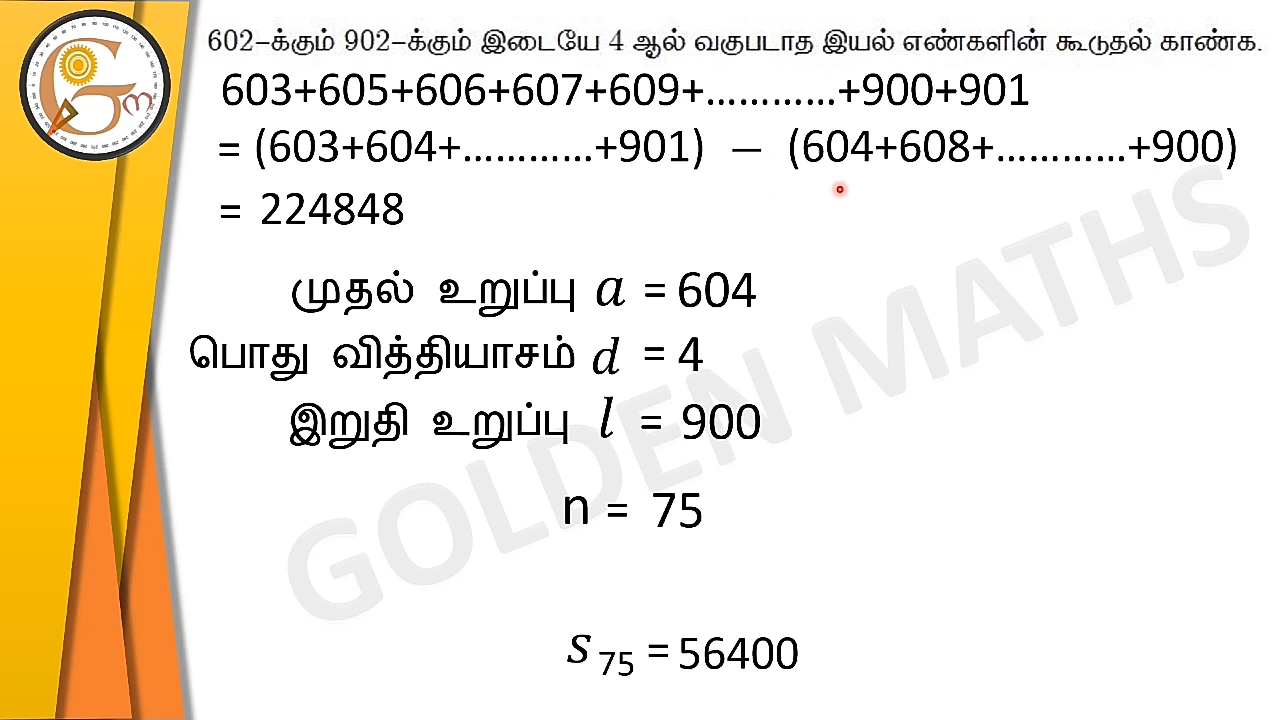 602-க்கும் 902-க்கும் இடையே 4 ஆல் வகுபடாத இயல் எண்களின் கூடுதல் காண்க.
603+605+606+607+609+…………+900+901
= (603+604+…………+901) – (604+608+…………+900)
= 224848
முதல் உறுப்பு a = 604
பொது வித்தியாசம் d = 4
இறுதி உறுப்பு l = 900
n = 75
S 75 = 56400
GOLDEN MATHS